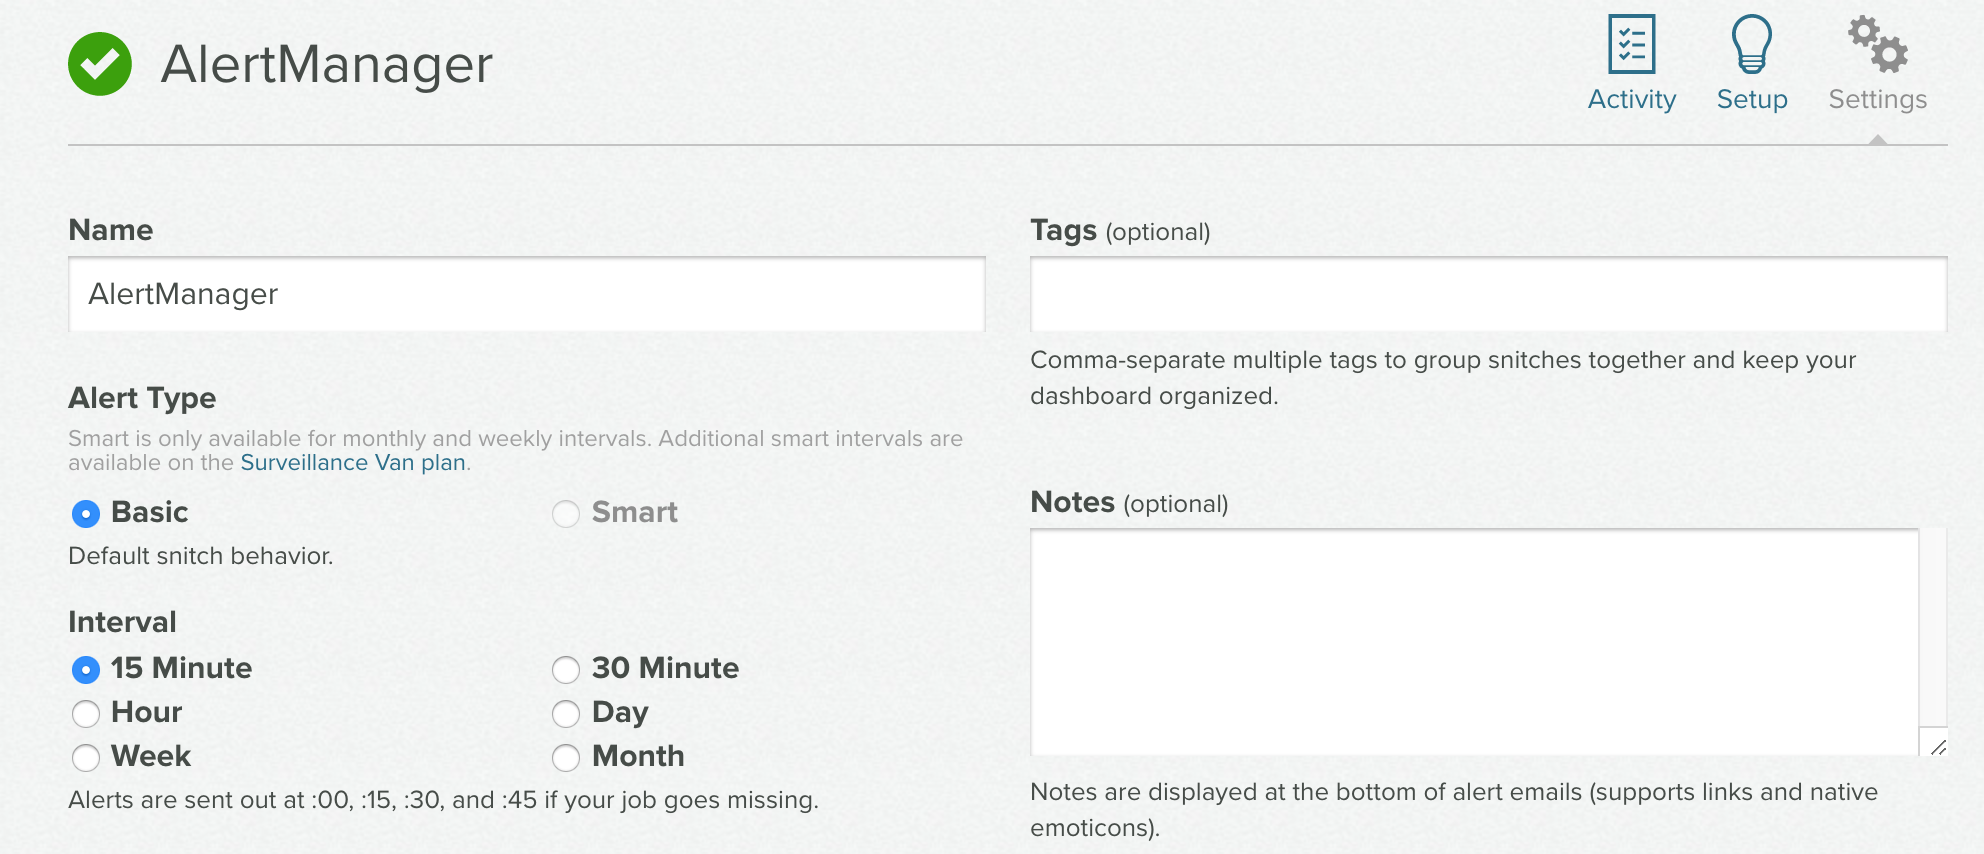 AlertManager
Activity
Setup
Settings
Name
AlertManager
Alert Type
Smart is only available for monthly and weekly intervals. Additional smart intervals are
available on the Surveillance Van plan.
Basic
Smart
Default snitch behavior.
Interval
15 Minute
30 Minute
Hour
Day
Week
Month
Alerts are sent out at :00, :15, :30, and :45 if your job goes missing.
Tags (optional)
Comma-separate multiple tags to group snitches together and keep your
dashboard organized.
Notes (optional)
Notes are displayed at the bottom of alert emails (supports links and native
emoticons).